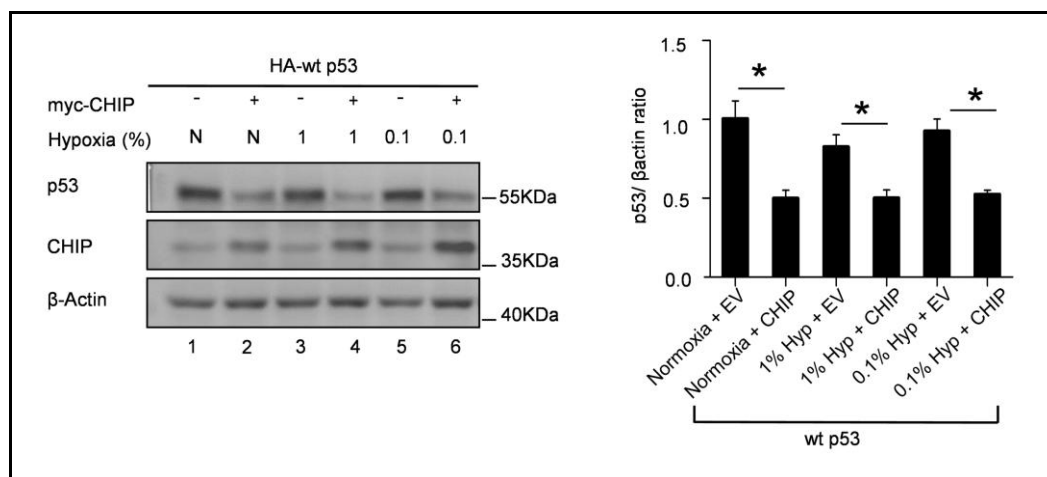 HA-wt p53
myc-CHIP - + - + - +
Hypoxia (%) N N 1 1 0.1 0.1
p53
55KDa
CHIP
35KDa
β-Actin
40KDa
1 2 3 4 5 6
p53/ βactin ratio
1.5
1.0
0.5
0.0
*
*
*
Normoxia + EV
Normoxia + CHIP
1% Hyp + EV
1% Hyp + CHIP
0.1% Hyp + EV
0.1% Hyp + CHIP
wt p53